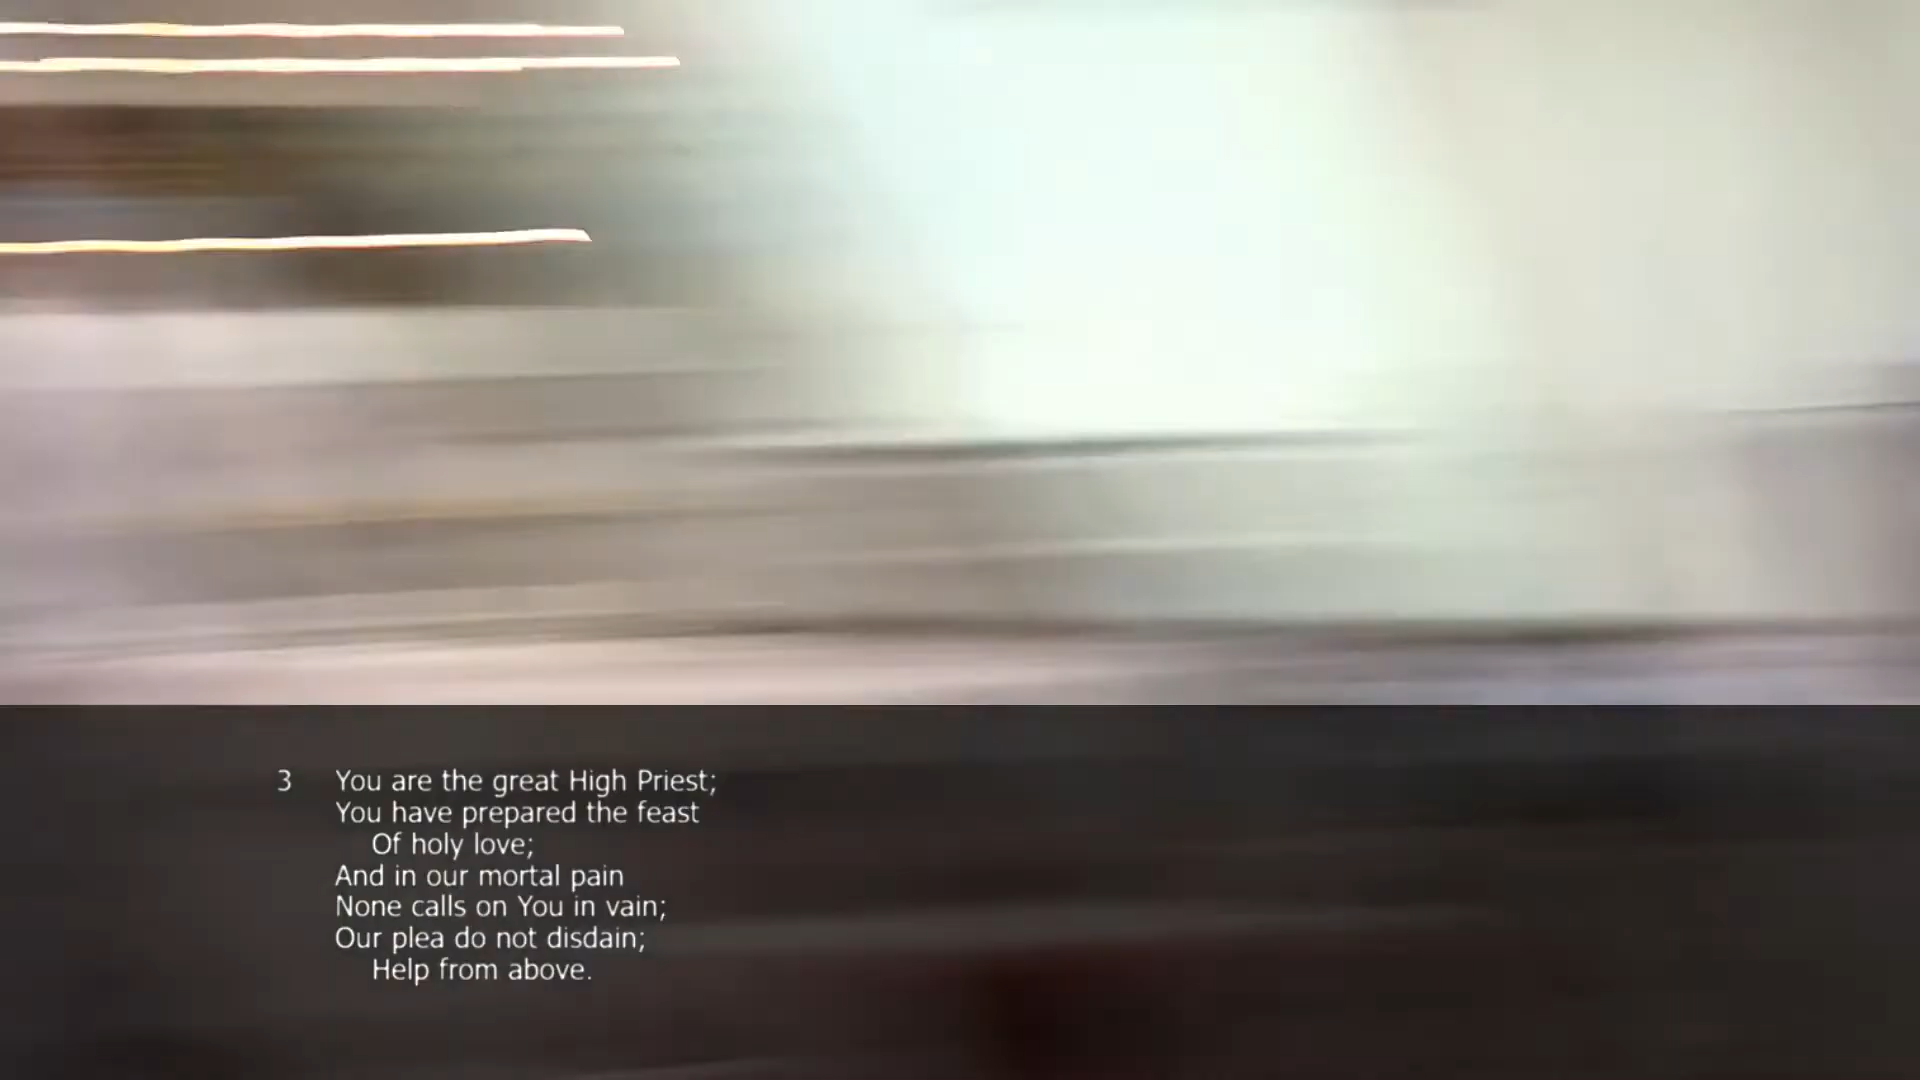 3 You are the great High Priest;
You have prepared the feast
Of holy love;
And in our mortal pain
None calls on You in vain;
Our plea do not disdain;
Help from above.